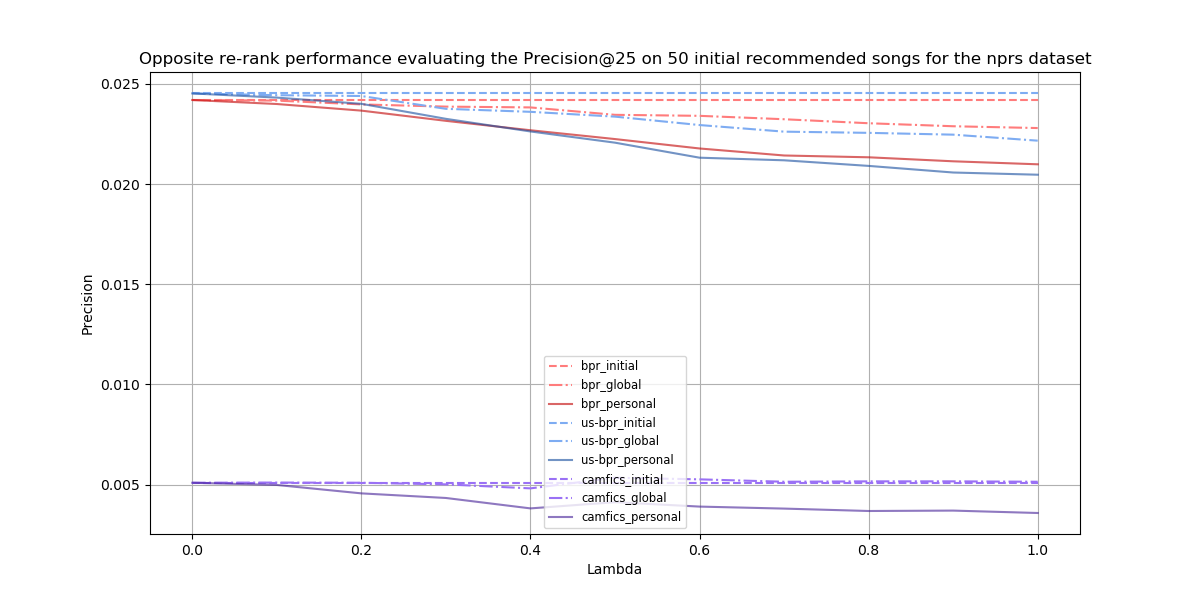 Opposite re-rank performance evaluating the Precision@25 on 50 initial recommended songs for the nprs dataset
0.025
0.020
0.015
0.010
0.005
Precision
bpr_initial
bpr_global
bpr_personal
us-bpr_initial
us-bpr_global
us-bpr_personal
camfics_initial
camfics_global
camfics_personal
0.0 0.2 0.4 0.6 0.8 1.0
Lambda